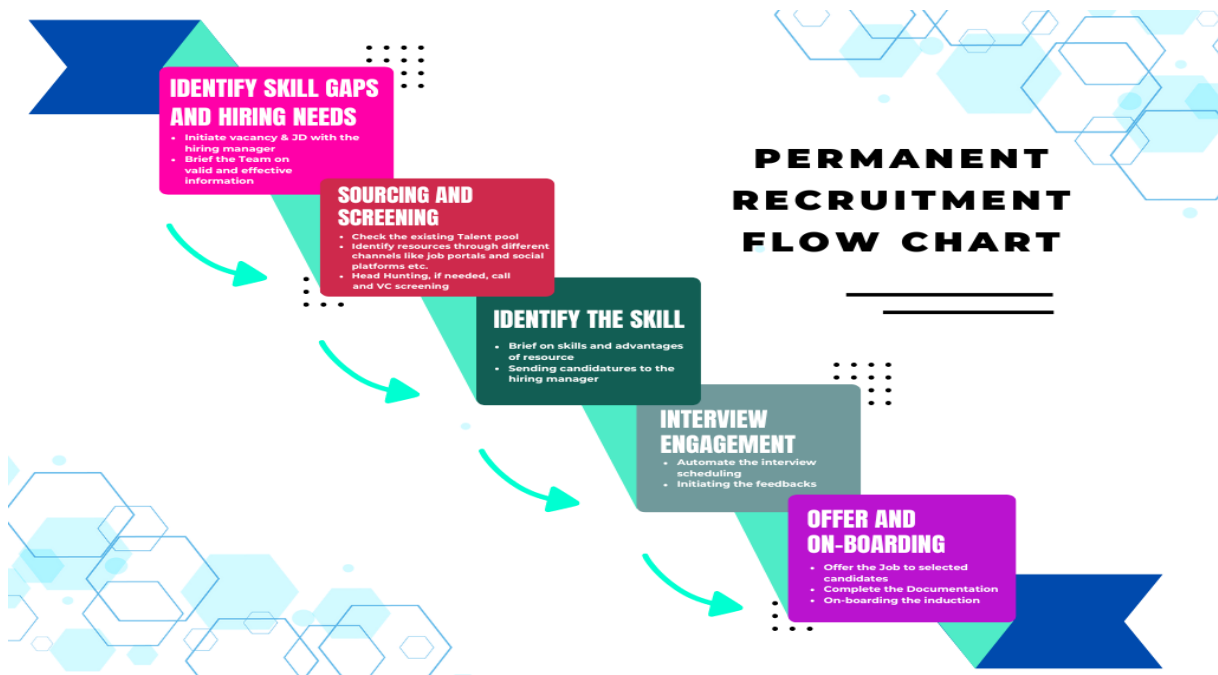 IDENTIFY SKILL GAPS
AND HIRING NEEDS
• Initiate vacancy & JD with the
hiring manager
• Brief the Team on
valid and effective
information
PERMANENT
RECRUITMENT
FLOW CHART
SOURCING AND
SCREENING
• Check the existing Talent pool
• Identify resources through different
channels like job portals and social
platforms etc.
• Head Hunting, if needed, call
and VC screening
IDENTIFY THE SKILL
• Brief on skills and advantages
of resource
• Sending candidatures to the
hiring manager
INTERVIEW
ENGAGEMENT
• Automate the interview
scheduling
• Initiating the feedbacks
OFFER AND
ON-BOARDING
• Offer the Job to selected
candidates
• Complete the Documentation
• On-boarding the induction